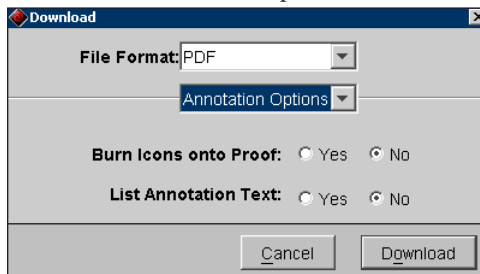 Download
File Format: PDF
Annotation Options
Burn Icons onto Proof: Yes No
List Annotation Text: Yes No
Cancel Download